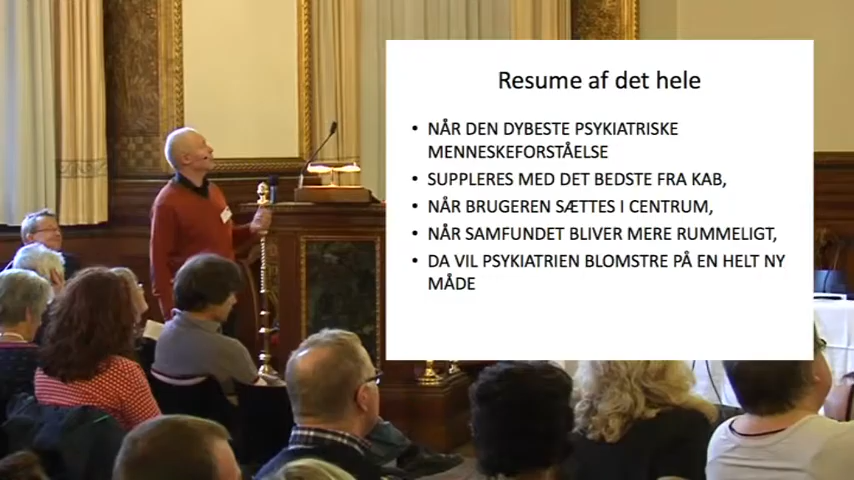 Resume af det hele
• NÅR DEN DYBESTE PSYKIATRISKE
MENNESKEFORSTÅELSE
• SUPPLERES MED DET BEDSTE FRA KAB,
• NÅR BRUGEREN SÆTTES I CENTRUM,
• NÅR SAMFUNDET BLIVER MERE RUMMELIGT,
• DA VIL PSYKIATRIEN BLOMSTRE PÅ EN HELT NY
MÅDE